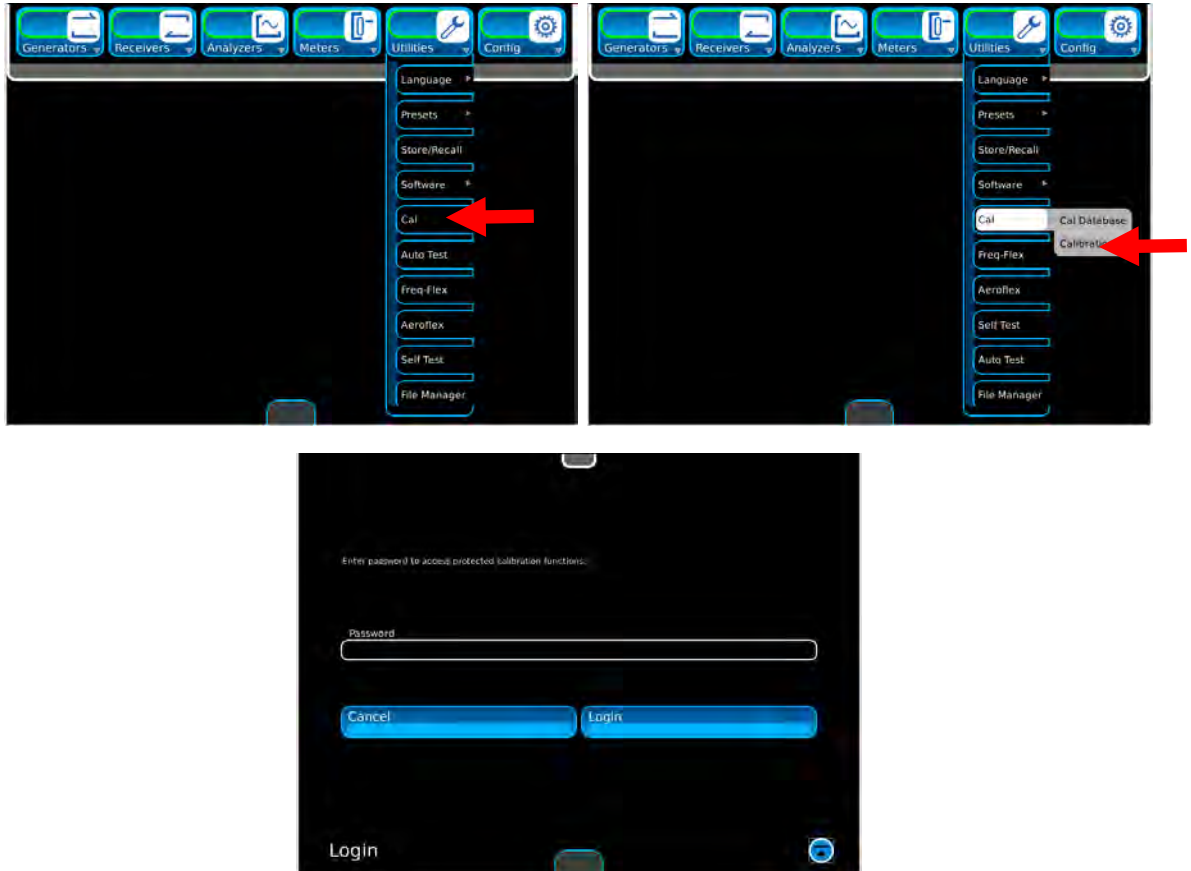 Generators Receivers Analyzers Meters Utilities Config
Language
Presets
Store/Recall
Software
Cal
Auto Test
Freq-Flex
Aeroflex
Self Test
File Manager
Generators Receivers Analyzers Meters Utilities Config
Language
Presets
Store/Recall
Software
Cal Cal Database
Freq-Flex
Aeroflex
Self Test
Auto Test
File Manager
Enter password to access protected calibration functions.
Password
Cancel Login
Login